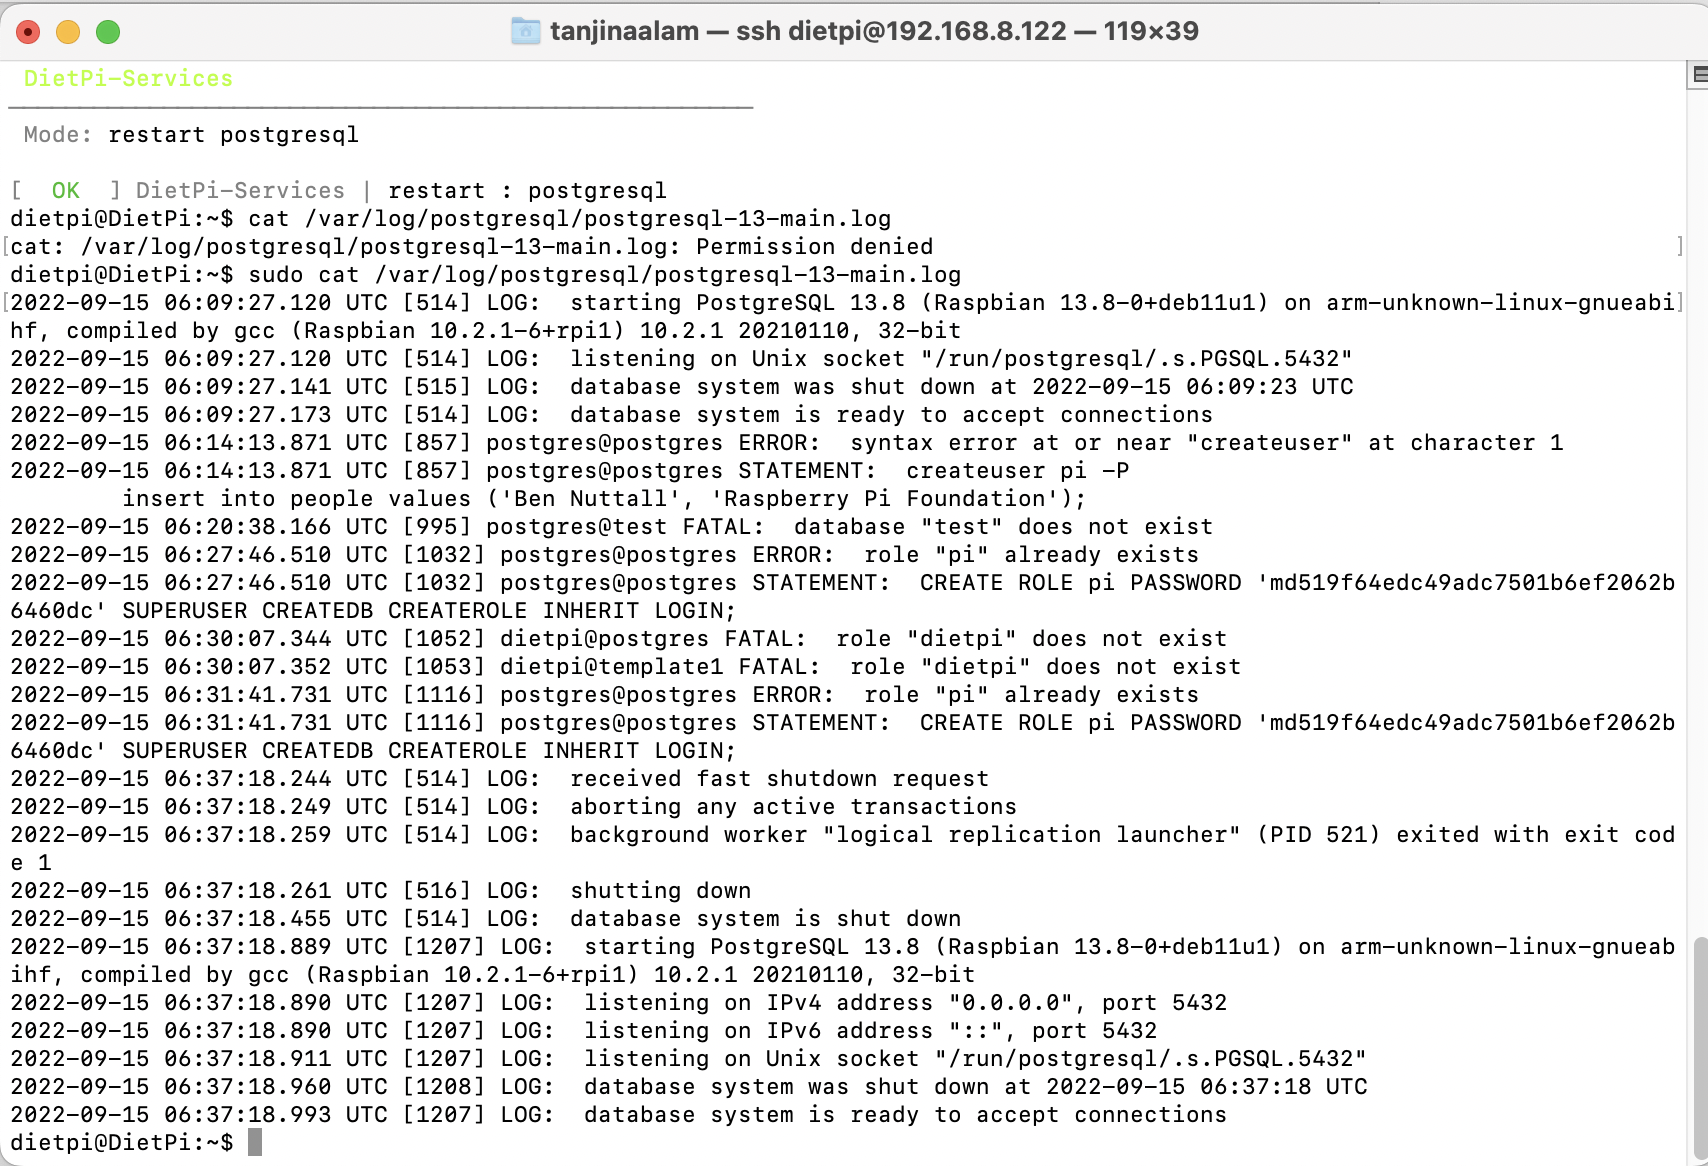 tanjinaalam — ssh dietpi@192.168.8.122 — 119×39
DietPi-Services
Mode: restart postgresql
[  OK  ] DietPi-Services | restart : postgresql
dietpi@DietPi:~$ cat /var/log/postgresql/postgresql-13-main.log
[cat: /var/log/postgresql/postgresql-13-main.log: Permission denied ]
dietpi@DietPi:~$ sudo cat /var/log/postgresql/postgresql-13-main.log
[2022-09-15 06:09:27.120 UTC [514] LOG:  starting PostgreSQL 13.8 (Raspbian 13.8-0+deb11u1) on arm-unknown-linux-gnueabi]
hf, compiled by gcc (Raspbian 10.2.1-6+rpi1) 10.2.1 20210110, 32-bit
2022-09-15 06:09:27.120 UTC [514] LOG:  listening on Unix socket "/run/postgresql/.s.PGSQL.5432"
2022-09-15 06:09:27.141 UTC [515] LOG:  database system was shut down at 2022-09-15 06:09:23 UTC
2022-09-15 06:09:27.173 UTC [514] LOG:  database system is ready to accept connections
2022-09-15 06:14:13.871 UTC [857] postgres@postgres ERROR:  syntax error at or near "createuser" at character 1
2022-09-15 06:14:13.871 UTC [857] postgres@postgres STATEMENT:  createuser pi -P
insert into people values ('Ben Nuttall', 'Raspberry Pi Foundation');
2022-09-15 06:20:38.166 UTC [995] postgres@test FATAL:  database "test" does not exist
2022-09-15 06:27:46.510 UTC [1032] postgres@postgres ERROR:  role "pi" already exists
2022-09-15 06:27:46.510 UTC [1032] postgres@postgres STATEMENT:  CREATE ROLE pi PASSWORD 'md519f64edc49adc7501b6ef2062b
6460dc' SUPERUSER CREATEDB CREATEROLE INHERIT LOGIN;
2022-09-15 06:30:07.344 UTC [1052] dietpi@postgres FATAL:  role "dietpi" does not exist
2022-09-15 06:30:07.352 UTC [1053] dietpi@template1 FATAL:  role "dietpi" does not exist
2022-09-15 06:31:41.731 UTC [1116] postgres@postgres ERROR:  role "pi" already exists
2022-09-15 06:31:41.731 UTC [1116] postgres@postgres STATEMENT:  CREATE ROLE pi PASSWORD 'md519f64edc49adc7501b6ef2062b
6460dc' SUPERUSER CREATEDB CREATEROLE INHERIT LOGIN;
2022-09-15 06:37:18.244 UTC [514] LOG:  received fast shutdown request
2022-09-15 06:37:18.249 UTC [514] LOG:  aborting any active transactions
2022-09-15 06:37:18.259 UTC [514] LOG:  background worker "logical replication launcher" (PID 521) exited with exit cod
e 1
2022-09-15 06:37:18.261 UTC [516] LOG:  shutting down
2022-09-15 06:37:18.455 UTC [514] LOG:  database system is shut down
2022-09-15 06:37:18.889 UTC [1207] LOG:  starting PostgreSQL 13.8 (Raspbian 13.8-0+deb11u1) on arm-unknown-linux-gnueab
ihf, compiled by gcc (Raspbian 10.2.1-6+rpi1) 10.2.1 20210110, 32-bit
2022-09-15 06:37:18.890 UTC [1207] LOG:  listening on IPv4 address "0.0.0.0", port 5432
2022-09-15 06:37:18.890 UTC [1207] LOG:  listening on IPv6 address "::", port 5432
2022-09-15 06:37:18.911 UTC [1207] LOG:  listening on Unix socket "/run/postgresql/.s.PGSQL.5432"
2022-09-15 06:37:18.960 UTC [1208] LOG:  database system was shut down at 2022-09-15 06:37:18 UTC
2022-09-15 06:37:18.993 UTC [1207] LOG:  database system is ready to accept connections
dietpi@DietPi:~$